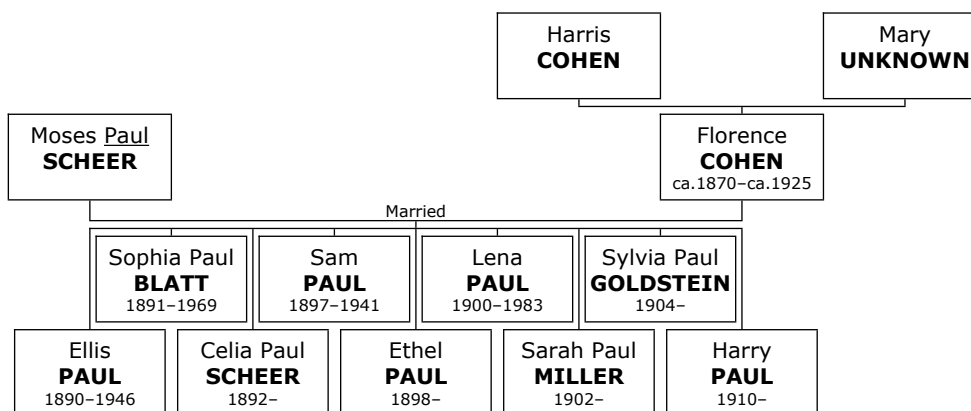 Harris
COHEN
Mary
UNKNOWN
Moses Paul
SCHEER
Florence
COHEN
ca.1870–ca.1925
Married
Sophia Paul
BLATT
1891–1969
Sam
PAUL
1897–1941
Lena
PAUL
1900–1983
Sylvia Paul
GOLDSTEIN
1904–
Ellis
PAUL
1890–1946
Celia Paul
SCHEER
1892–
Ethel
PAUL
1898–
Sarah Paul
MILLER
1902–
Harry
PAUL
1910–